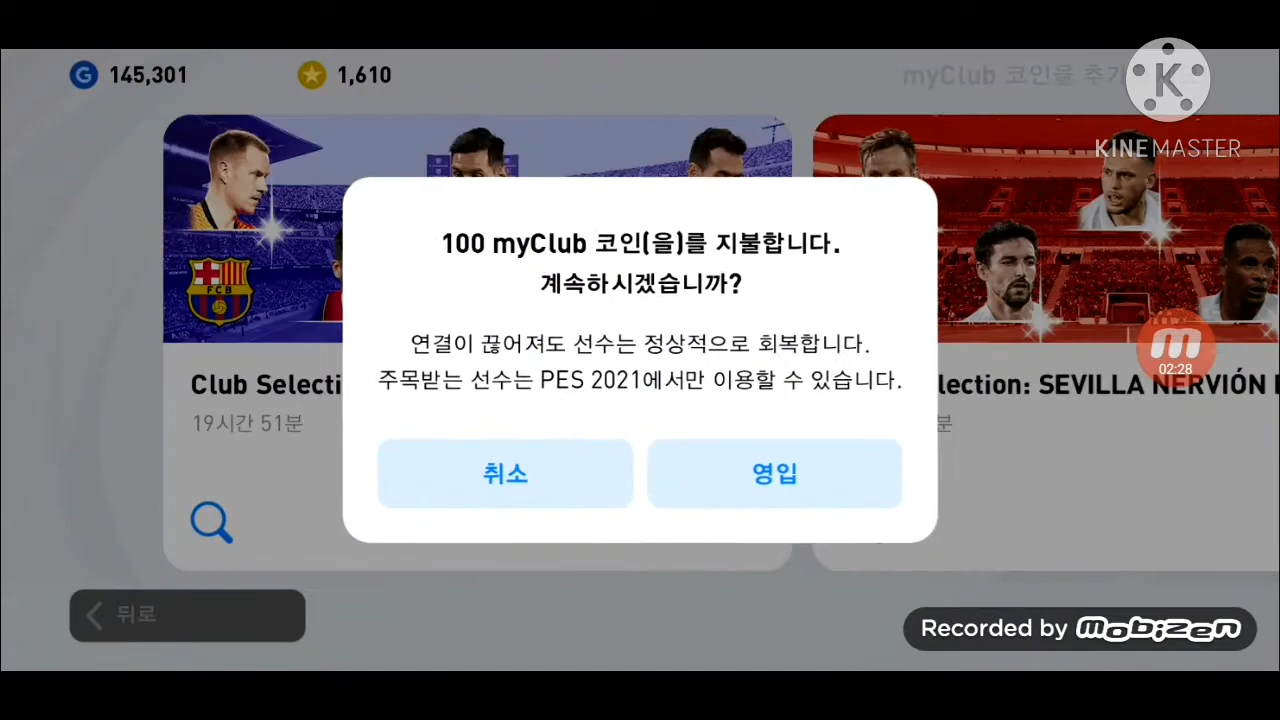 G 145,301
1,610
myClub 코인을 추가
K
KINEMASTER
FCB
100 myClub 코인(을)를 지불합니다.
계속하시겠습니까?
연결이 끊어져도 선수는 정상적으로 회복합니다.
주목받는 선수는 PES 2021에서만 이용할 수 있습니다.
취소
영입
Club Selecti
19시간 51분
lection: SEVILLA NERVIÓN
분
m
02:28
뒤로
Recorded by mobizen